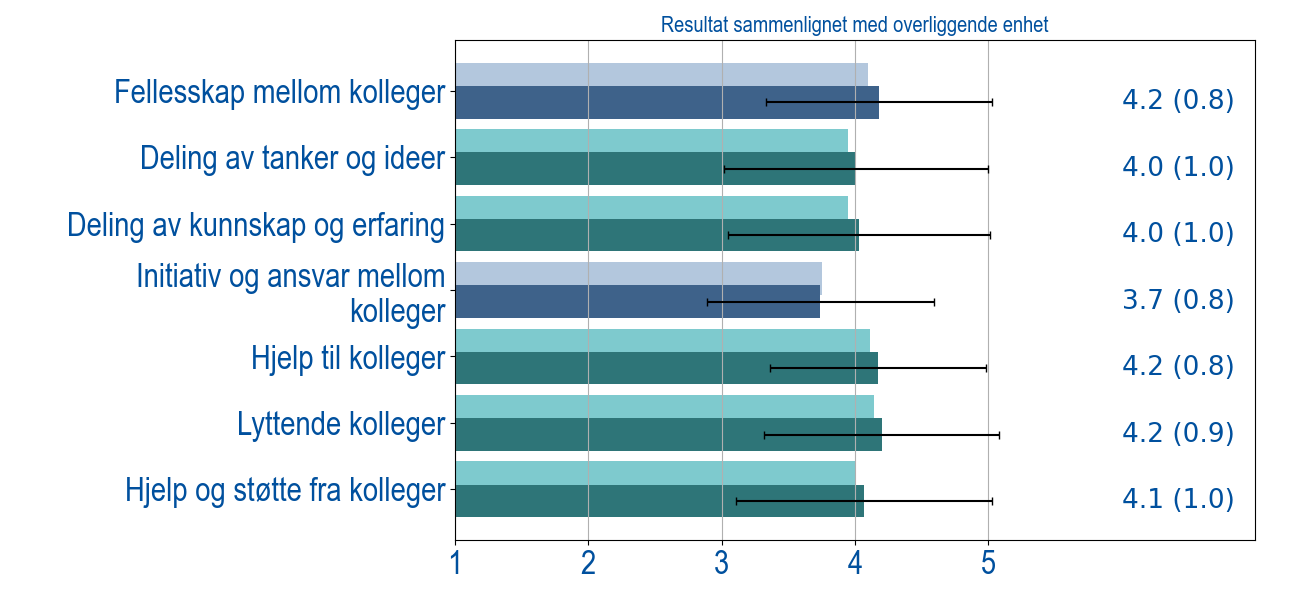 Resultat sammenlignet med overliggende enhet
Fellesskap mellom kolleger 4.2 (0.8)
Deling av tanker og ideer 4.0 (1.0)
Deling av kunnskap og erfaring 4.0 (1.0)
Initiativ og ansvar mellom
kolleger 3.7 (0.8)
Hjelp til kolleger 4.2 (0.8)
Lyttende kolleger 4.2 (0.9)
Hjelp og støtte fra kolleger 4.1 (1.0)
1 2 3 4 5